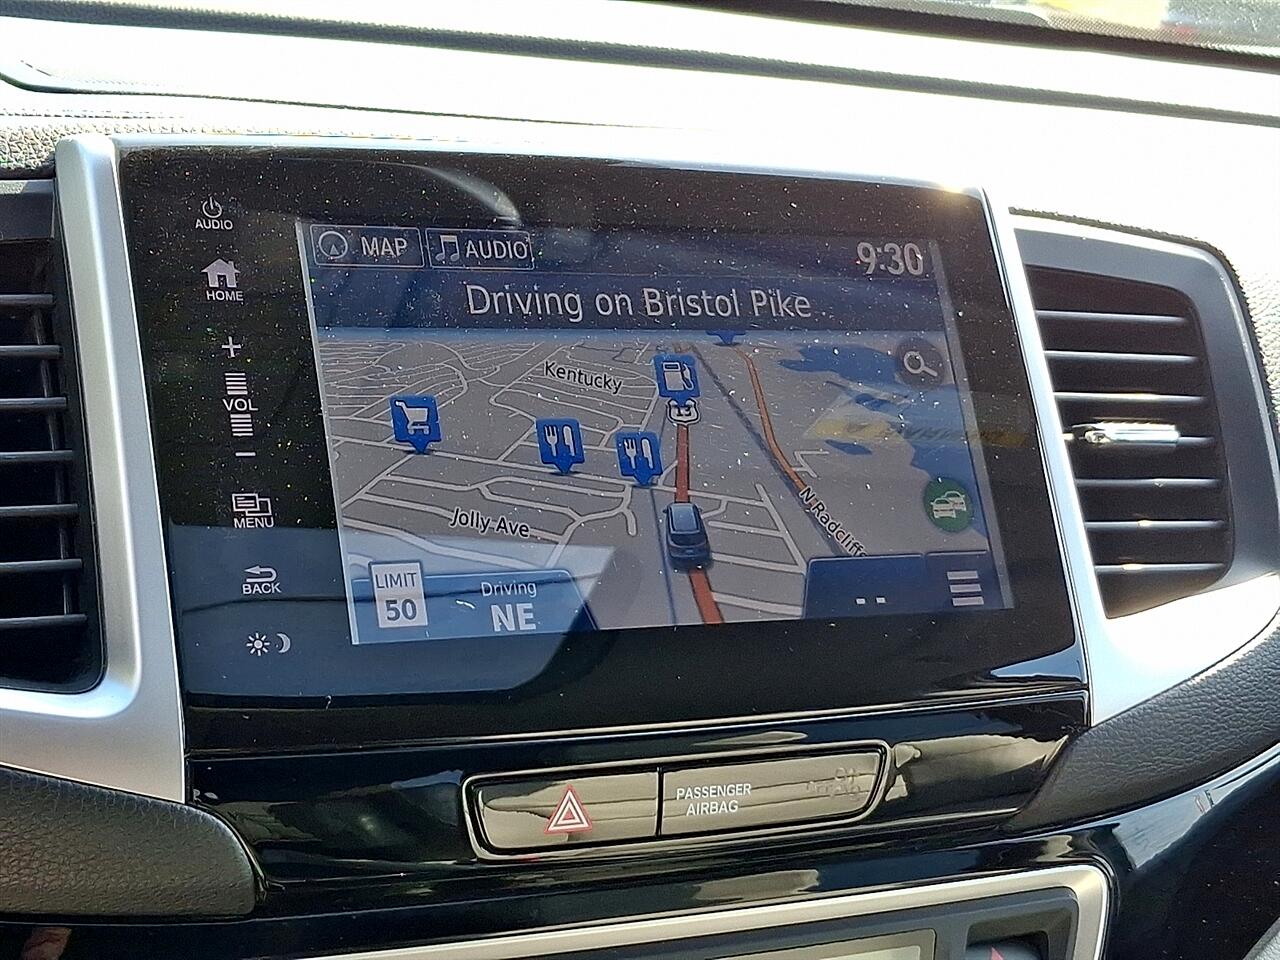 AUDIO
HOME
VOL
MENU
BACK
MAP
AUDIO
9:30
Driving on Bristol Pike
Kentucky
13
Jolly Ave
N Radcliffe
LIMIT
50
Driving
NE
--
PASSENGER
AIRBAG